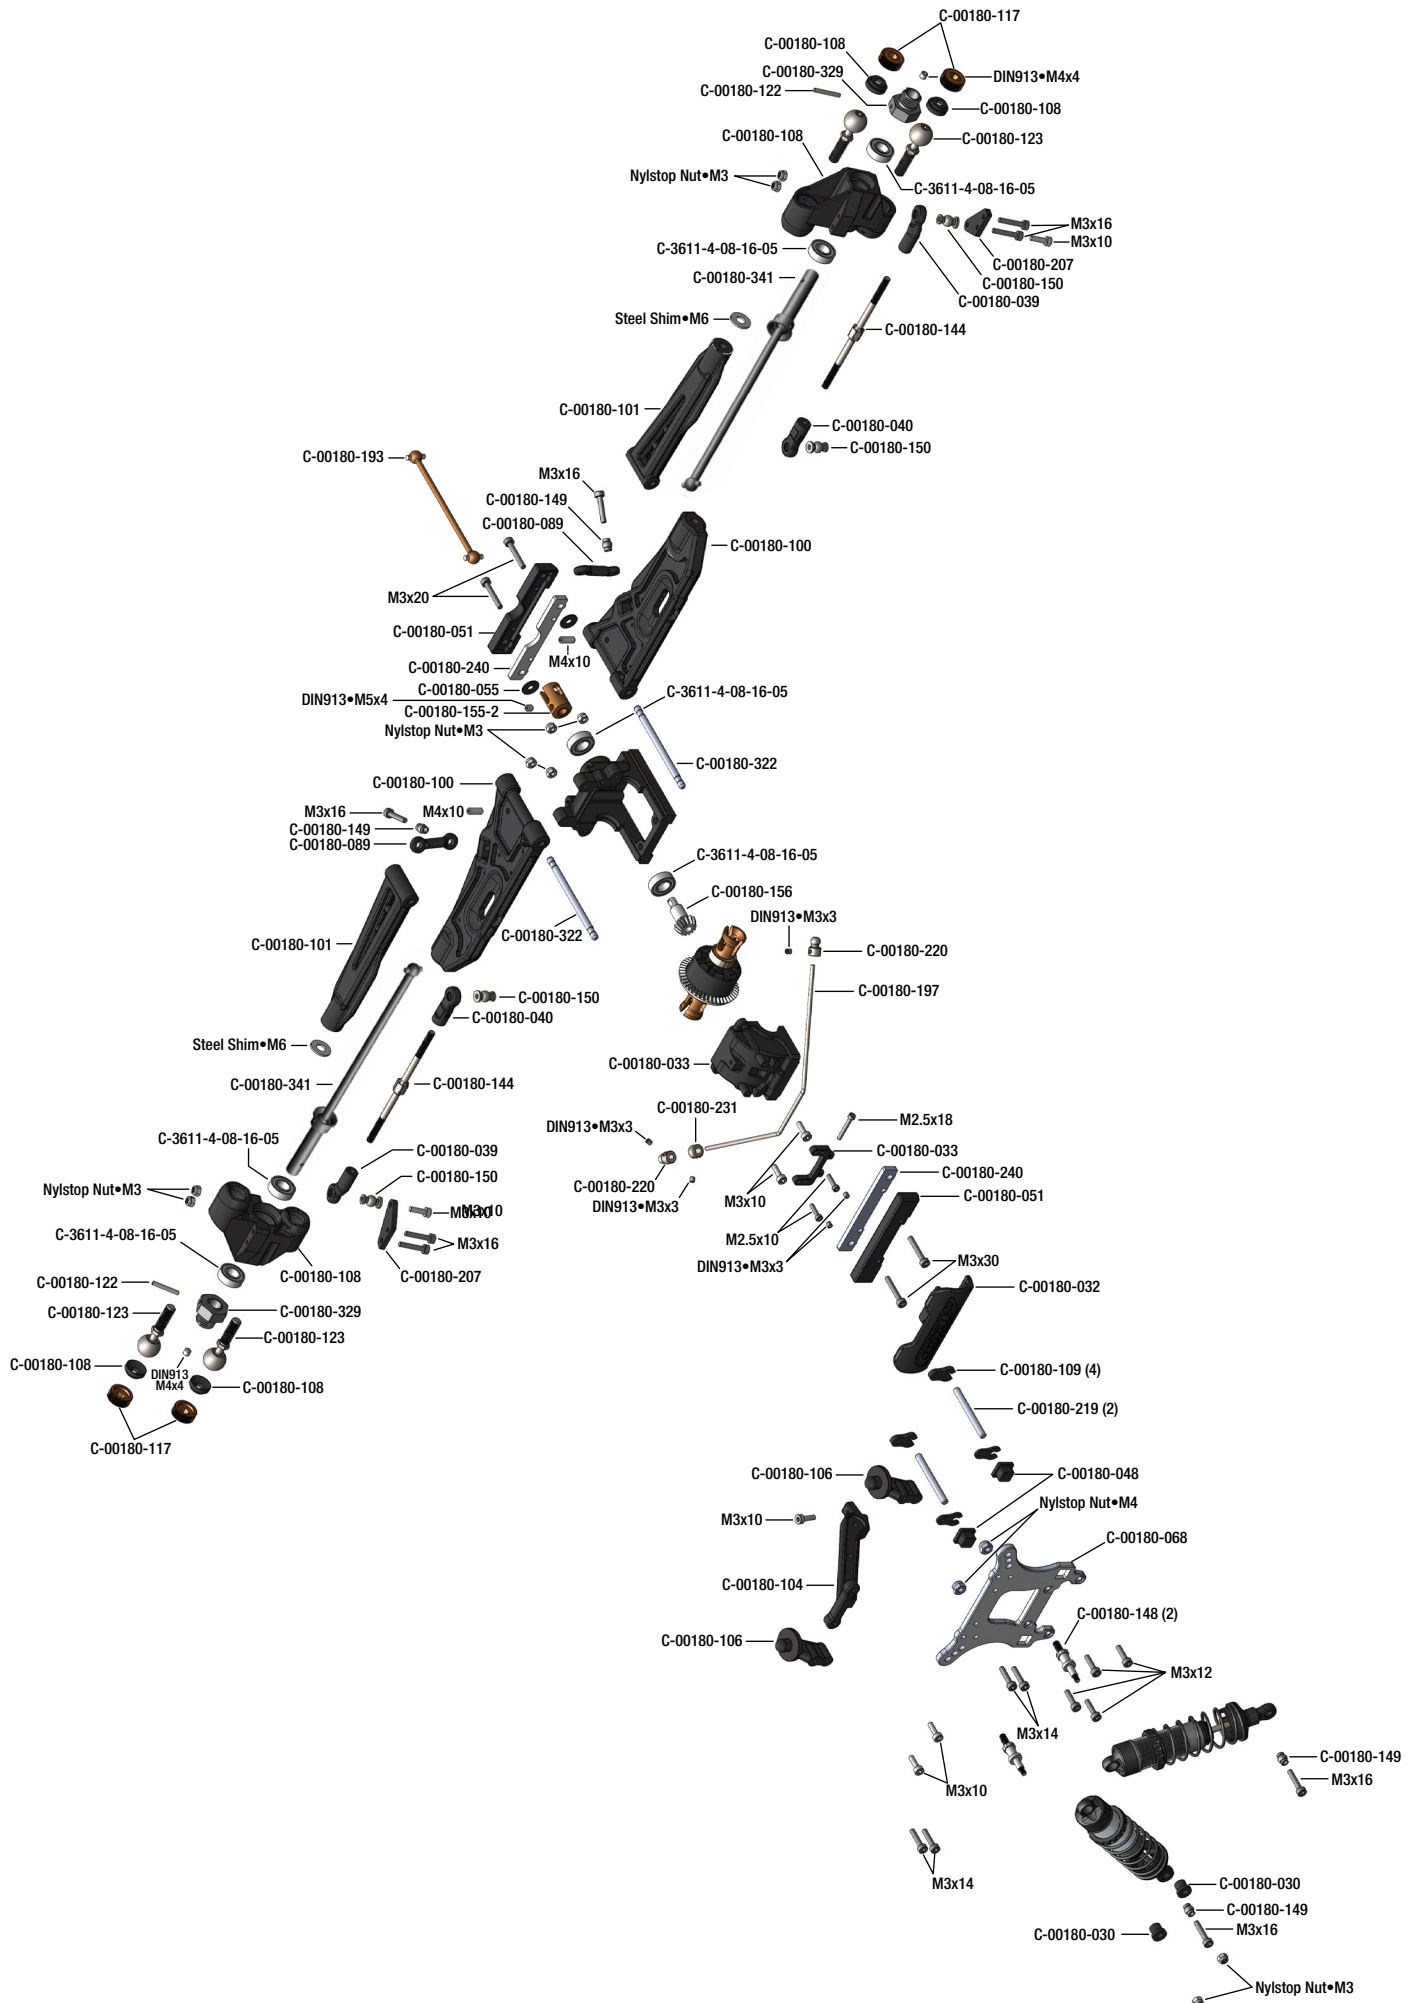 C-00180-117
C-00180-108
C-00180-329
DIN913•M4x4
C-00180-122
C-00180-108
C-00180-108
C-00180-123
Nylstop Nut•M3
C-3611-4-08-16-05
M3x16
M3x10
C-3611-4-08-16-05
C-00180-207
C-00180-341
C-00180-150
C-00180-039
Steel Shim•M6
C-00180-144
C-00180-101
C-00180-040
C-00180-150
C-00180-193
M3x16
C-00180-149
C-00180-089
C-00180-100
M3x20
C-00180-051
M4x10
C-00180-240
C-00180-055
C-3611-4-08-16-05
DIN913•M5x4
C-00180-155-2
Nylstop Nut•M3
C-00180-322
C-00180-100
M3x16
M4x10
C-00180-149
C-00180-089
C-3611-4-08-16-05
C-00180-156
DIN913•M3x3
C-00180-322
C-00180-101
C-00180-220
C-00180-197
C-00180-150
C-00180-040
Steel Shim•M6
C-00180-033
C-00180-341
C-00180-144
C-00180-231
M2.5x18
DIN913•M3x3
C-3611-4-08-16-05
C-00180-039
C-00180-033
C-00180-150
C-00180-240
C-00180-220
Nylstop Nut•M3
C-00180-051
M3x10
DIN913•M3x3
M3x10
M3x10
C-3611-4-08-16-05
M3x16
M2.5x10
DIN913•M3x3
M3x30
C-00180-108
C-00180-207
C-00180-122
C-00180-032
C-00180-123
C-00180-329
C-00180-123
C-00180-108
DIN913
M4x4
C-00180-108
C-00180-109 (4)
C-00180-219 (2)
C-00180-117
C-00180-106
C-00180-048
Nylstop Nut•M4
M3x10
C-00180-068
C-00180-104
C-00180-148 (2)
C-00180-106
M3x12
M3x14
C-00180-149
M3x16
M3x10
M3x14
C-00180-030
C-00180-149
M3x16
C-00180-030
Nylstop Nut•M3